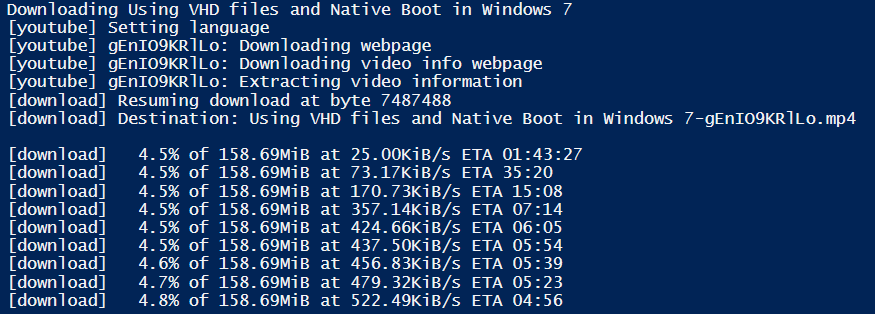 Downloading Using VHD files and Native Boot in Windows 7
[youtube] Setting language
[youtube] gEnIO9KRlLo: Downloading webpage
[youtube] gEnIO9KRlLo: Downloading video info webpage
[youtube] gEnIO9KRlLo: Extracting video information
[download] Resuming download at byte 7487488
[download] Destination: Using VHD files and Native Boot in Windows 7-gEnIO9KRlLo.mp4
[download]   4.5% of 158.69MiB at 25.00KiB/s ETA 01:43:27
[download]   4.5% of 158.69MiB at 73.17KiB/s ETA 35:20
[download]   4.5% of 158.69MiB at 170.73KiB/s ETA 15:08
[download]   4.5% of 158.69MiB at 357.14KiB/s ETA 07:14
[download]   4.5% of 158.69MiB at 424.66KiB/s ETA 06:05
[download]   4.5% of 158.69MiB at 437.50KiB/s ETA 05:54
[download]   4.6% of 158.69MiB at 456.83KiB/s ETA 05:39
[download]   4.7% of 158.69MiB at 479.32KiB/s ETA 05:23
[download]   4.8% of 158.69MiB at 522.49KiB/s ETA 04:56